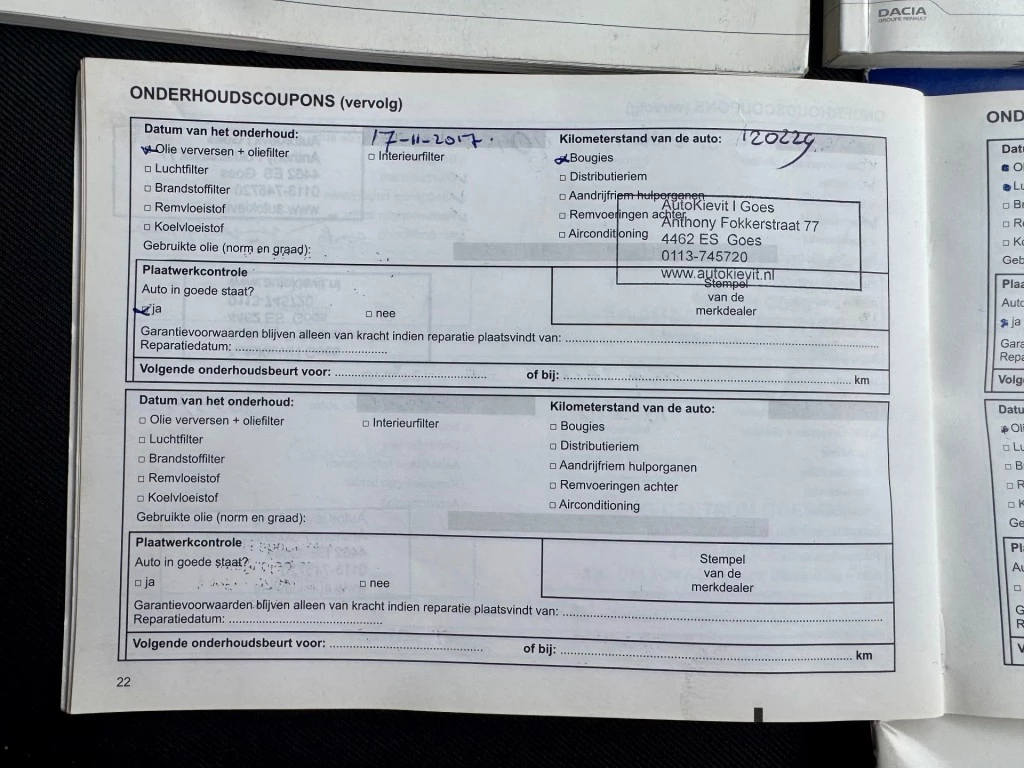 DACIA
GROUPE RENAULT
ONDERHOUDSCOUPONS (vervolg)
Datum van het onderhoud: 17-11-2017.
Kilometerstand van de auto: 120229
Olie verversen + oliefilter
Interieurfilter
Bougies
Luchtfilter
Distributieriem
Brandstoffilter
Aandrijfriem hulporganen
Remvloeistof
Remvoeringen achter
Koelvloeistof
Airconditioning
Gebruikte olie (norm en graad):
AutoKievit I Goes
Anthony Fokkerstraat 77
4462 ES Goes
0113-745720
www.autokievit.nl
Plaatwerkcontrole
Auto in goede staat?
ja
nee
Stempel
van de
merkdealer
Garantievoorwaarden blijven alleen van kracht indien reparatie plaatsvindt van:
Reparatiedatum:
Volgende onderhoudsbeurt voor: of bij: km
Datum van het onderhoud:
Kilometerstand van de auto:
Olie verversen + oliefilter
Interieurfilter
Bougies
Luchtfilter
Distributieriem
Brandstoffilter
Aandrijfriem hulporganen
Remvloeistof
Remvoeringen achter
Koelvloeistof
Airconditioning
Gebruikte olie (norm en graad):
Plaatwerkcontrole
Auto in goede staat?
ja
nee
Stempel
van de
merkdealer
Garantievoorwaarden blijven alleen van kracht indien reparatie plaatsvindt van:
Reparatiedatum:
Volgende onderhoudsbeurt voor: of bij: km
22
OND
ja